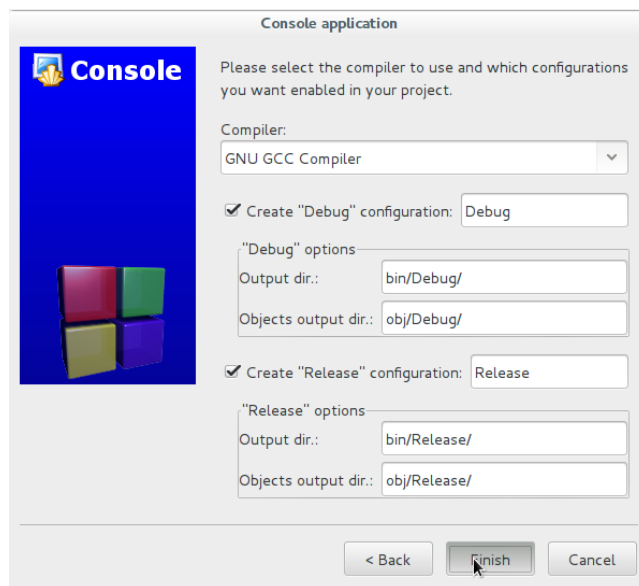 Console application
Console
Please select the compiler to use and which configurations
you want enabled in your project.
Compiler:
GNU GCC Compiler
Create "Debug" configuration: Debug
"Debug" options
Output dir.: bin/Debug/
Objects output dir.: obj/Debug/
Create "Release" configuration: Release
"Release" options
Output dir.: bin/Release/
Objects output dir.: obj/Release/
< Back Finish Cancel